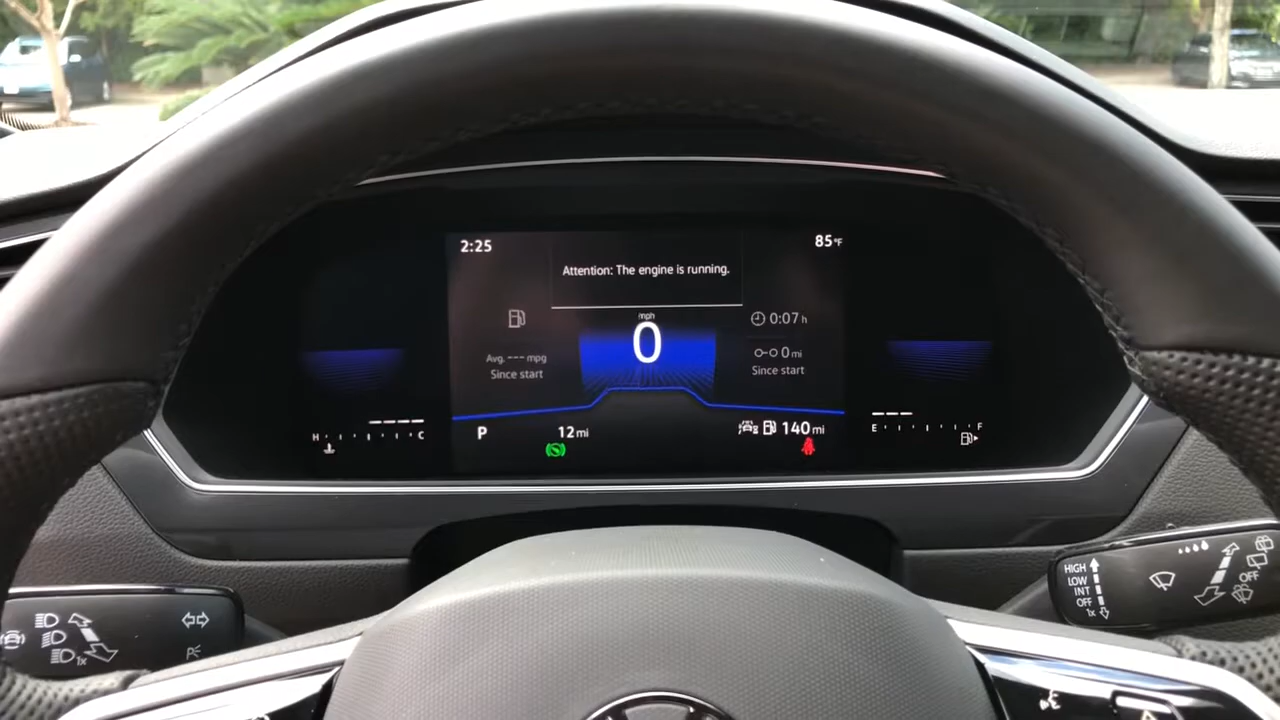 2:25
85°F
Attention: The engine is running.
mph
0
0:07 h
Avg. --- mpg
Since start
0 mi
Since start
P
12 mi
140 mi
H
C
E
F
HIGH
LOW
INT
OFF
1x
OFF
1x